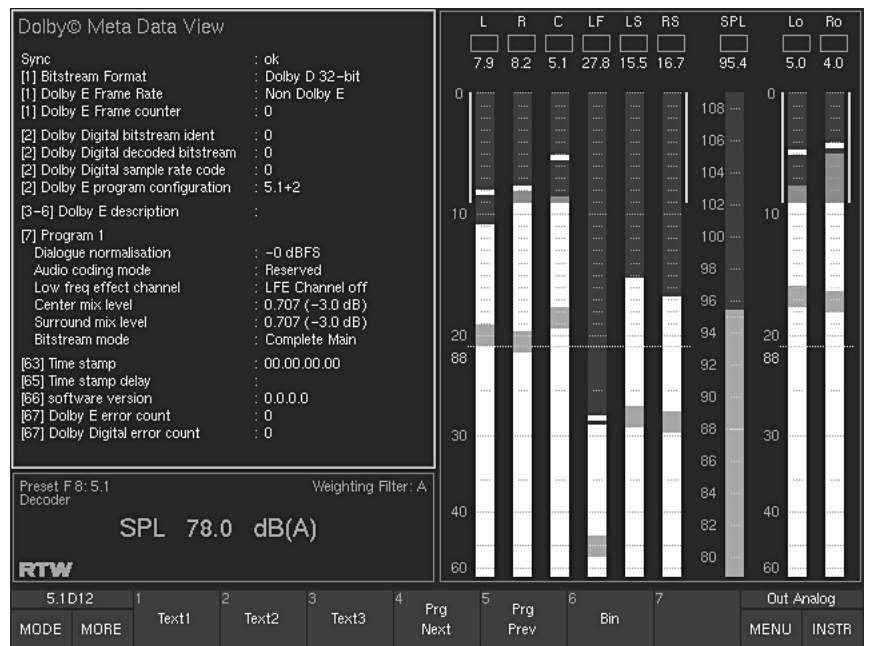 Dolby© Meta Data View
Sync : ok
[1] Bitstream Format : Dolby D 32-bit
[1] Dolby E Frame Rate : Non Dolby E
[1] Dolby E Frame counter : 0
[2] Dolby Digital bitstream ident : 0
[2] Dolby Digital decoded bitstream : 0
[2] Dolby Digital sample rate code : 0
[2] Dolby E program configuration : 5.1+2
[3-6] Dolby E description :
[7] Program 1
Dialogue normalisation : -0 dBFS
Audio coding mode : Reserved
Low freq effect channel : LFE Channel off
Center mix level : 0.707 (-3.0 dB)
Surround mix level : 0.707 (-3.0 dB)
Bitstream mode : Complete Main
[63] Time stamp : 00.00.00.00
[65] Time stamp delay :
[66] software version : 0.0.0.0
[67] Dolby E error count : 0
[67] Dolby Digital error count : 0
Preset F 8: 5.1 Weighting Filter: A
Decoder
SPL 78.0 dB(A)
RTW
L R C LF LS RS SPL Lo Ro
7.9 8.2 5.1 27.8 15.5 16.7 95.4 5.0 4.0
0
10
20
88
30
40
60
108
106
104
102
100
98
96
94
92
90
88
86
84
82
80
0
10
20
88
30
40
60
5.1D12 1 2 3 4 5 6 7 Out Analog
MODE MORE Text1 Text2 Text3 Prg Next Prg Prev Bin MENU INSTR